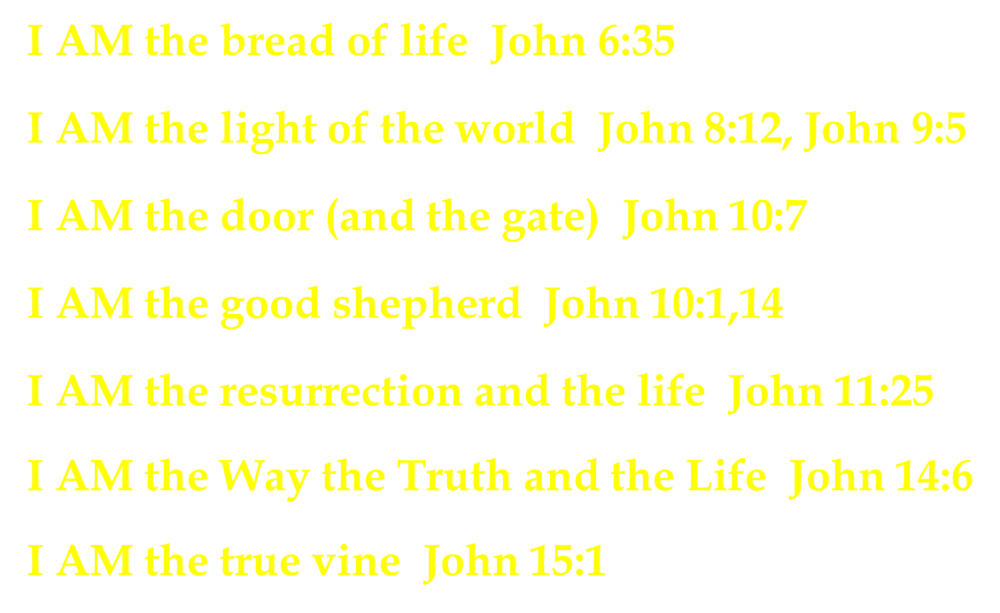 I AM the bread of life  John 6:35
I AM the light of the world  John 8:12, John 9:5
I AM the door (and the gate)  John 10:7
I AM the good shepherd  John 10:1,14
I AM the resurrection and the life  John 11:25
I AM the Way the Truth and the Life  John 14:6
I AM the true vine  John 15:1